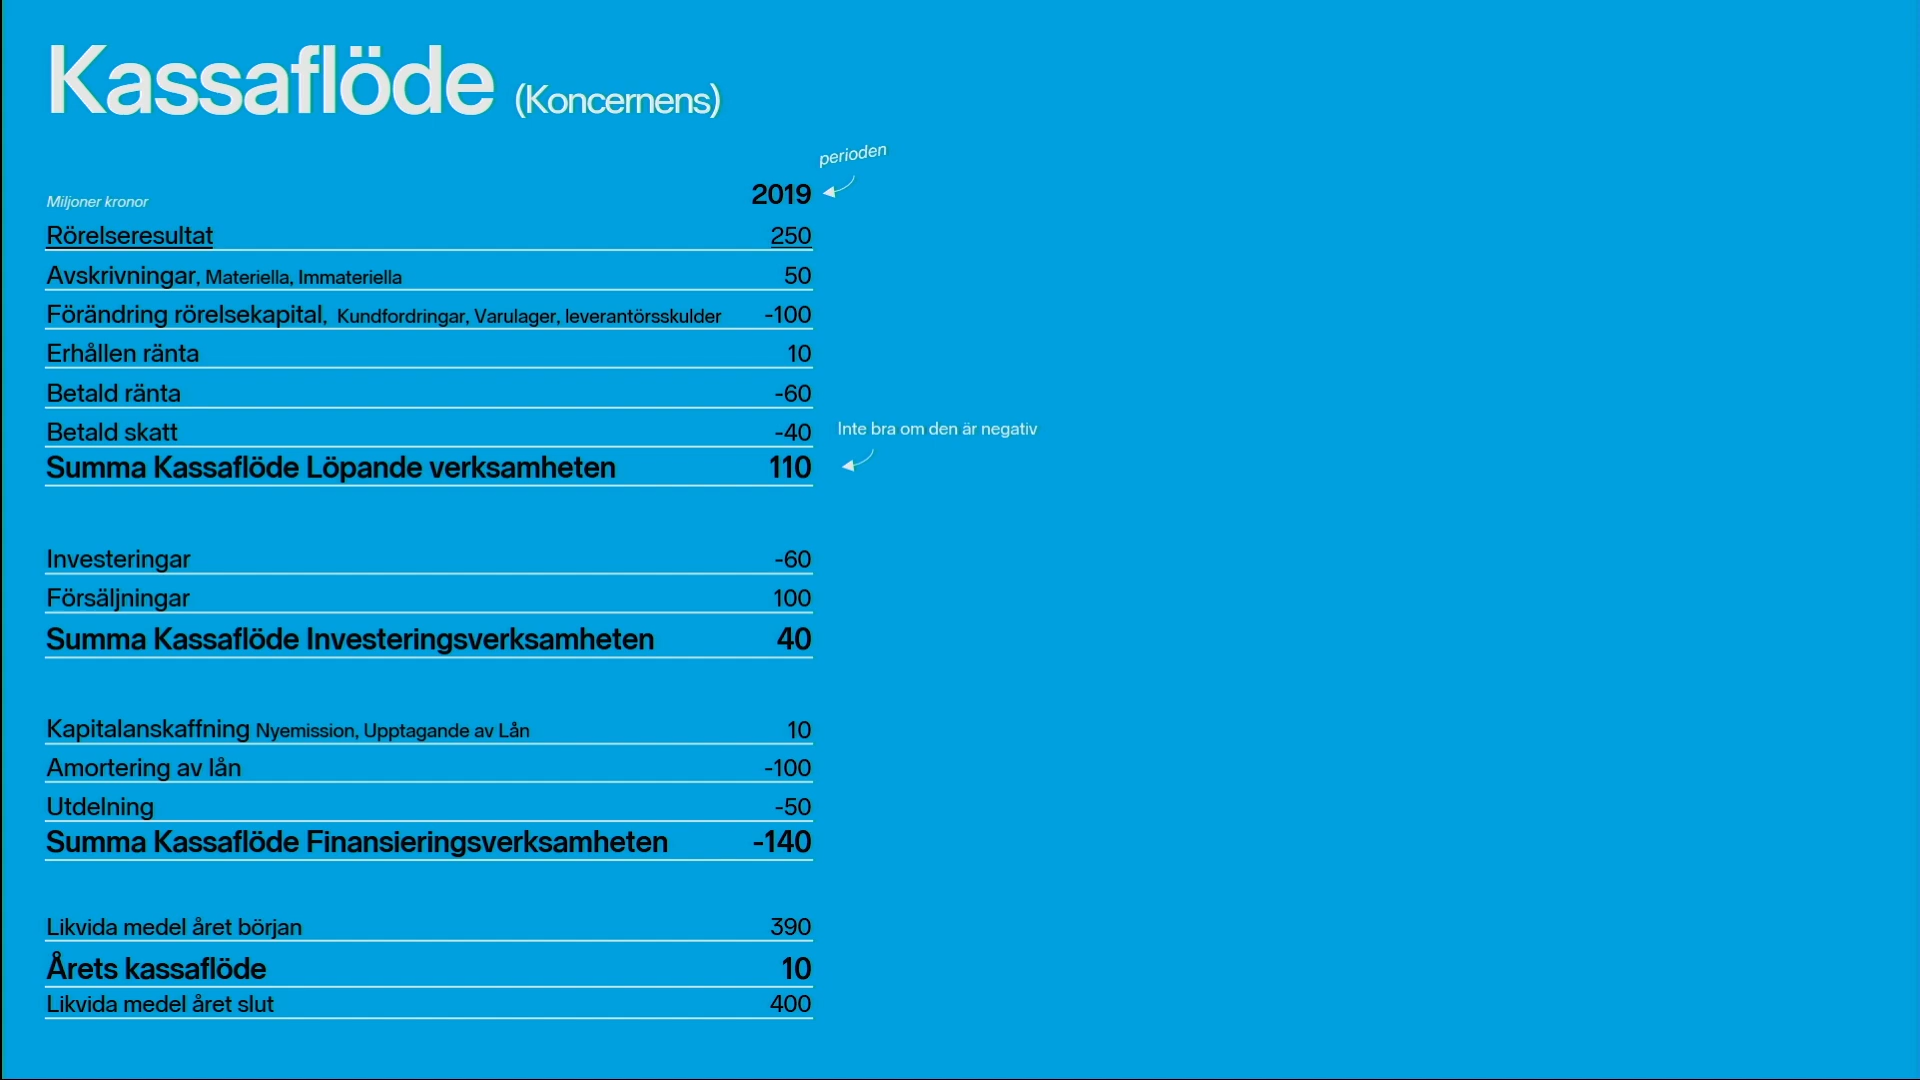 Kassaflöde (Koncernens)
perioden
Miljoner kronor 2019
Rörelseresultat 250
Avskrivningar, Materiella, Immateriella 50
Förändring rörelsekapital, Kundfordringar, Varulager, leverantörsskulder -100
Erhållen ränta 10
Betald ränta -60
Betald skatt -40 Inte bra om den är negativ
Summa Kassaflöde Löpande verksamheten 110
Investeringar -60
Försäljningar 100
Summa Kassaflöde Investeringsverksamheten 40
Kapitalanskaffning Nyemission, Upptagande av Lån 10
Amortering av lån -100
Utdelning -50
Summa Kassaflöde Finansieringsverksamheten -140
Likvida medel året början 390
Årets kassaflöde 10
Likvida medel året slut 400